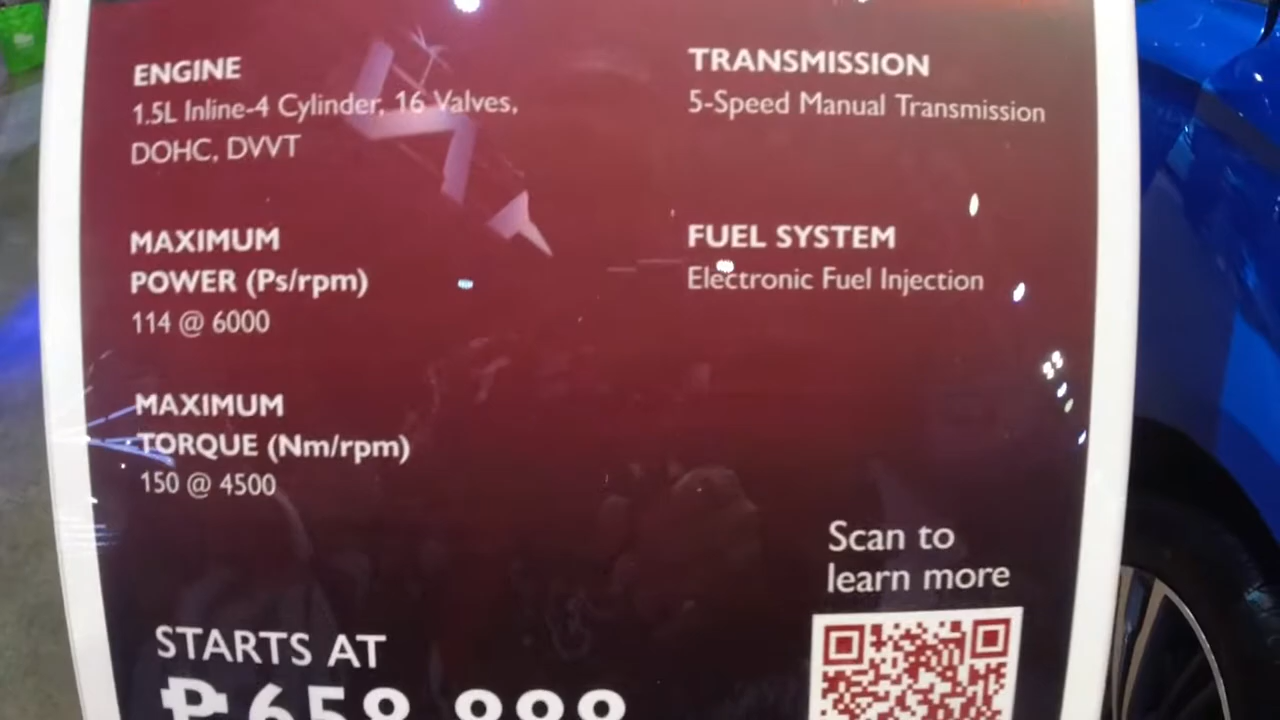 ENGINE
1.5L Inline-4 Cylinder, 16 Valves,
DOHC, DVVT
TRANSMISSION
5-Speed Manual Transmission
MAXIMUM
POWER (Ps/rpm)
114 @ 6000
FUEL SYSTEM
Electronic Fuel Injection
MAXIMUM
TORQUE (Nm/rpm)
150 @ 4500
Scan to
learn more
STARTS AT